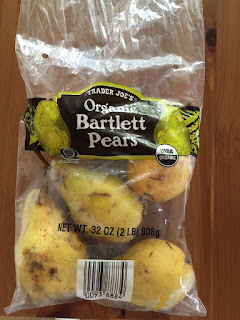 TRADER JOE'S
Organic
Bartlett
Pears
USDA
ORGANIC
NET WT. 32 OZ (2 LB) 908g